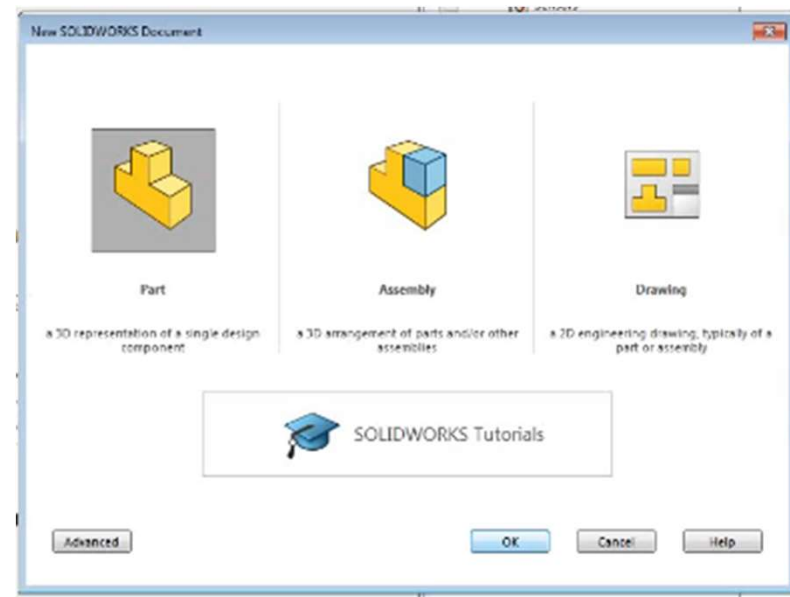 New SOLIDWORKS Document
Part
Assembly
Drawing
a 3D representation of a single design
component
a 3D arrangement of parts and/or other
assemblies
a 2D engineering drawing, typically of a
part or assembly
SOLIDWORKS Tutorials
Advanced
OK
Cancel
Help